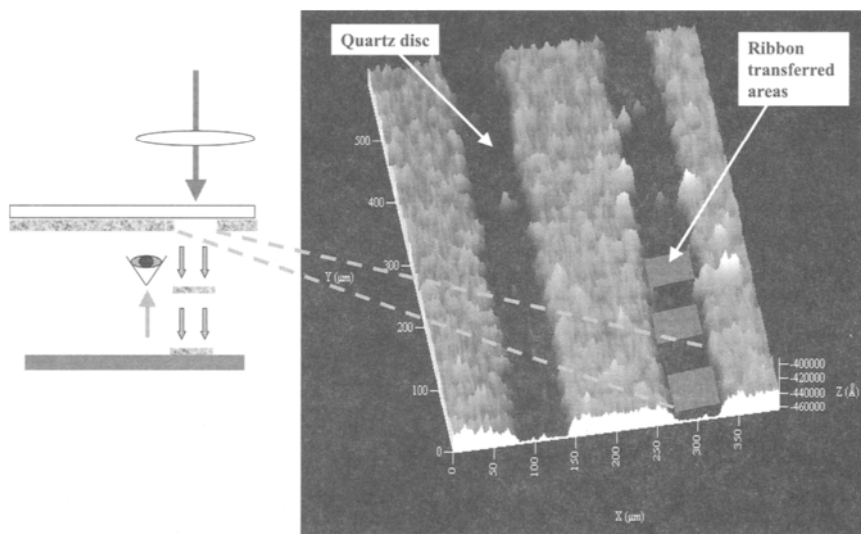 Quartz disc
Ribbon
transferred
areas
500
400
300
Y (µm)
200
100
0
-400000
-420000
-440000
-460000
Z (Å)
0
50
100
150
200
250
300
350
X (µm)